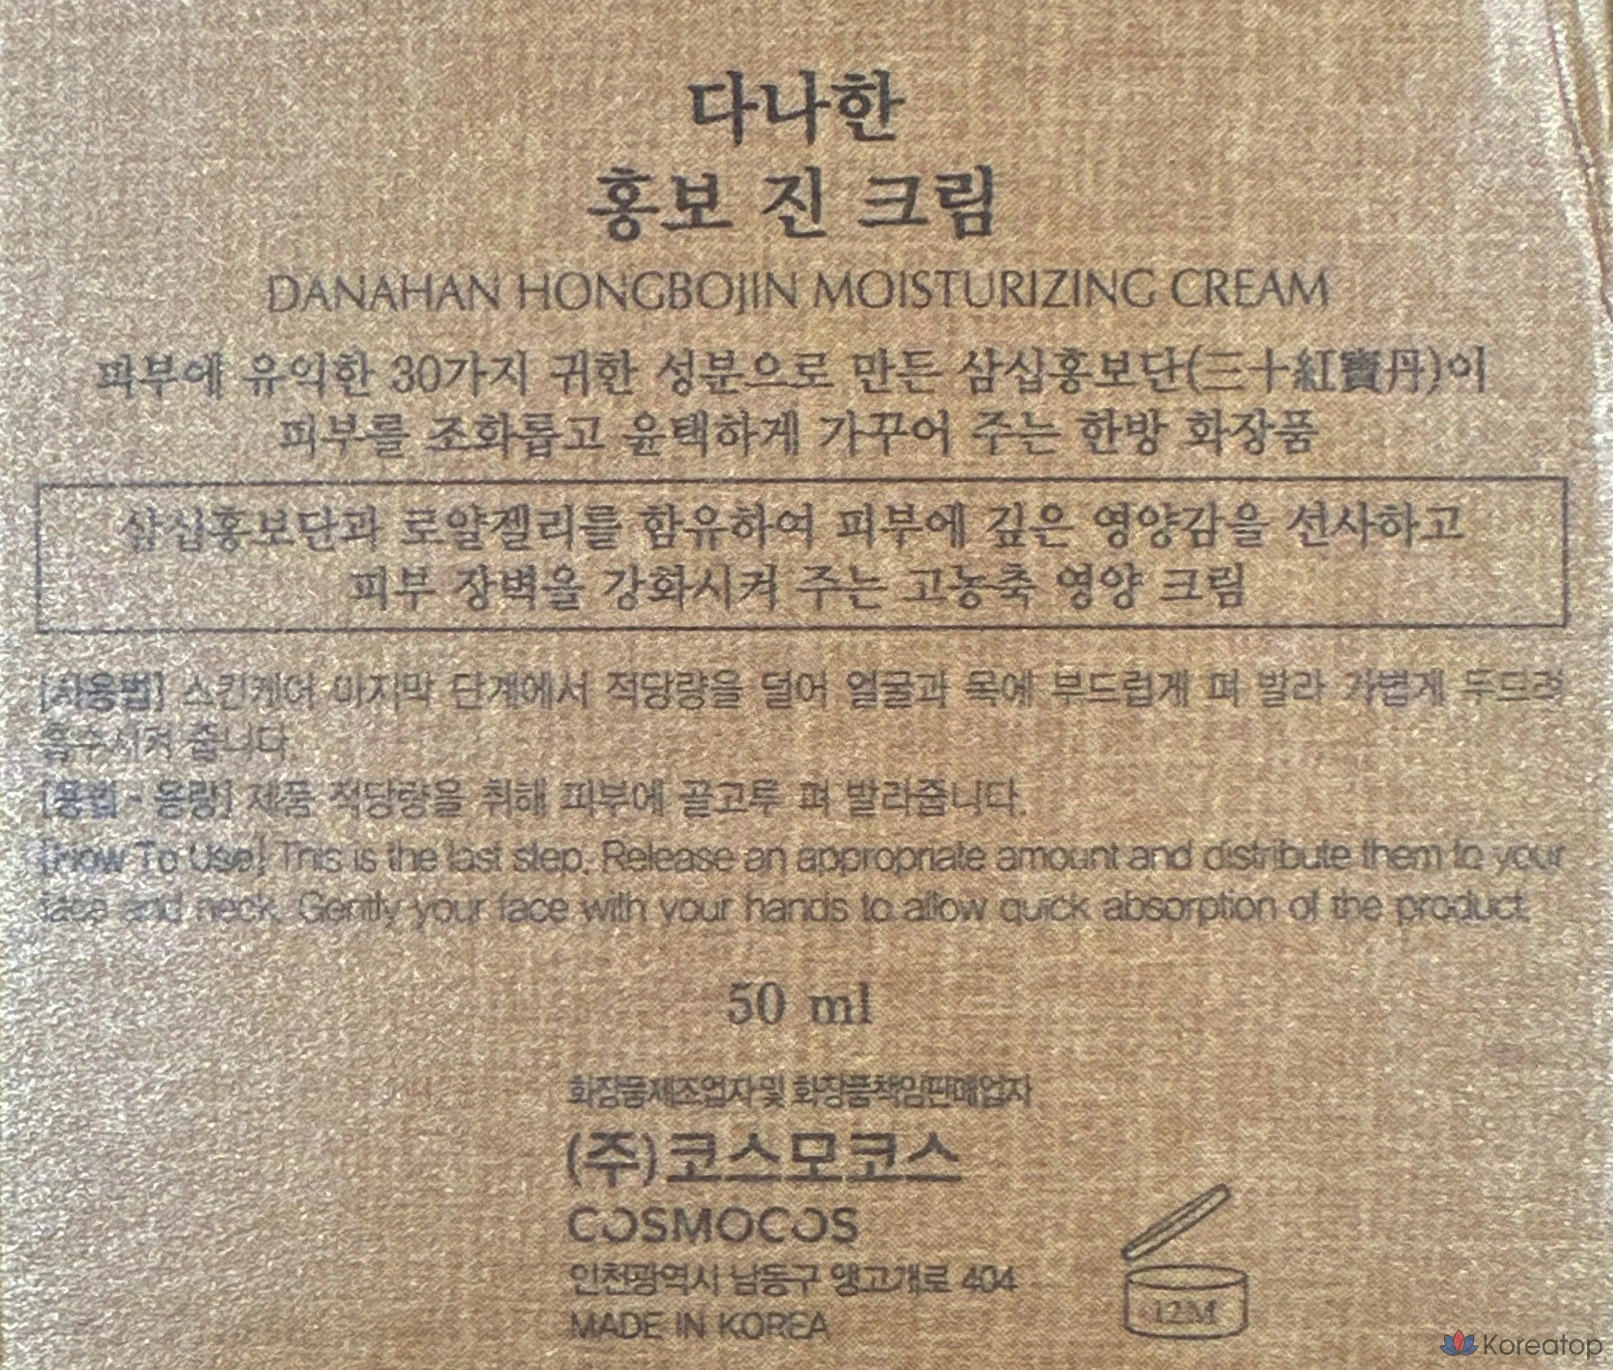 다나한
홍보 진 크림
DANAHAN HONGBOJIN MOISTURIZING CREAM
피부에 유익한 30가지 귀한 성분으로 만든 삼십홍보단(三十紅寶丹)이
피부를 조화롭고 윤택하게 가꾸어 주는 한방 화장품
삼십홍보단과 로얄젤리를 함유하여 피부에 깊은 영양감을 선사하고
피부 장벽을 강화시켜 주는 고농축 영양 크림
[사용법] 스킨케어 마지막 단계에서 적당량을 덜어 얼굴과 목에 부드럽게 펴 발라 가볍게 두드려
흡수시켜 줍니다.
[용법 · 용량] 제품 적당량을 취해 피부에 골고루 펴 발라줍니다.
[How To Use] This is the last step. Release an appropriate amount and distribute them to your
face and neck. Gently your face with your hands to allow quick absorption of the product.
50 ml
화장품제조업자 및 화장품책임판매업자
(주)코스모코스
COSMOCOS
인천광역시 남동구 앵고개로 404
MADE IN KOREA
12M
Koreatop